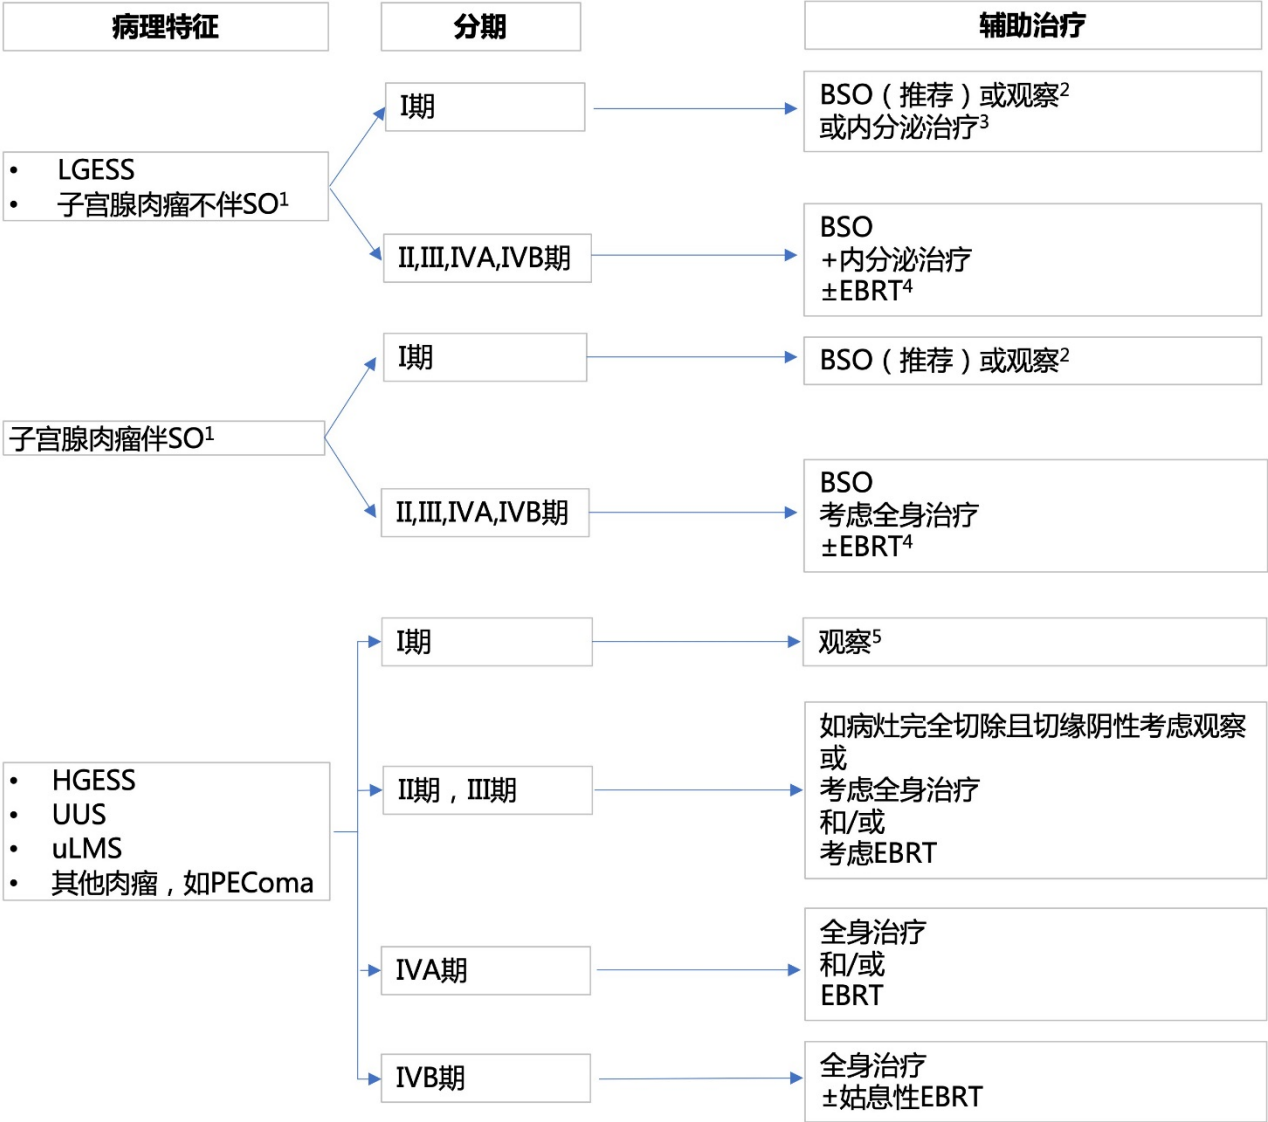 病理特征
分期
辅助治疗
• LGESS
• 子宫腺肉瘤不伴SO1
I期
BSO（推荐）或观察2
或内分泌治疗3
II,III,IVA,IVB期
BSO
+内分泌治疗
±EBRT4
子宫腺肉瘤伴SO1
I期
BSO（推荐）或观察2
II,III,IVA,IVB期
BSO
考虑全身治疗
±EBRT4
• HGESS
• UUS
• uLMS
• 其他肉瘤，如PEComa
I期
观察5
II期，III期
如病灶完全切除且切缘阴性考虑观察
或
考虑全身治疗
和/或
考虑EBRT
IVA期
全身治疗
和/或
EBRT
IVB期
全身治疗
±姑息性EBRT